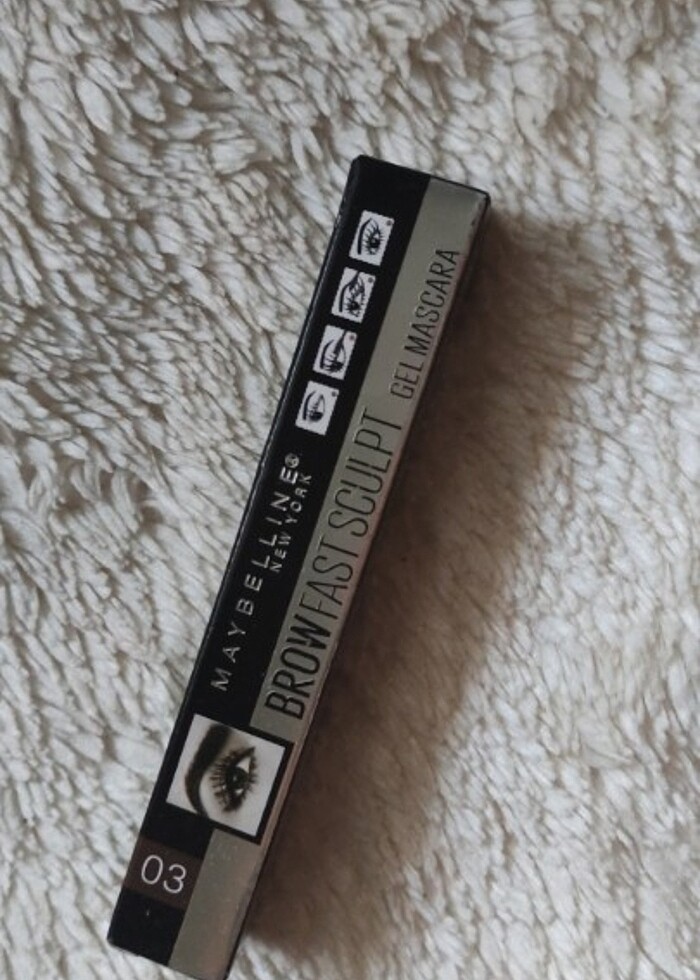 MAYBELLINE®
NEW YORK
BROW FAST SCULPT
GEL MASCARA
03